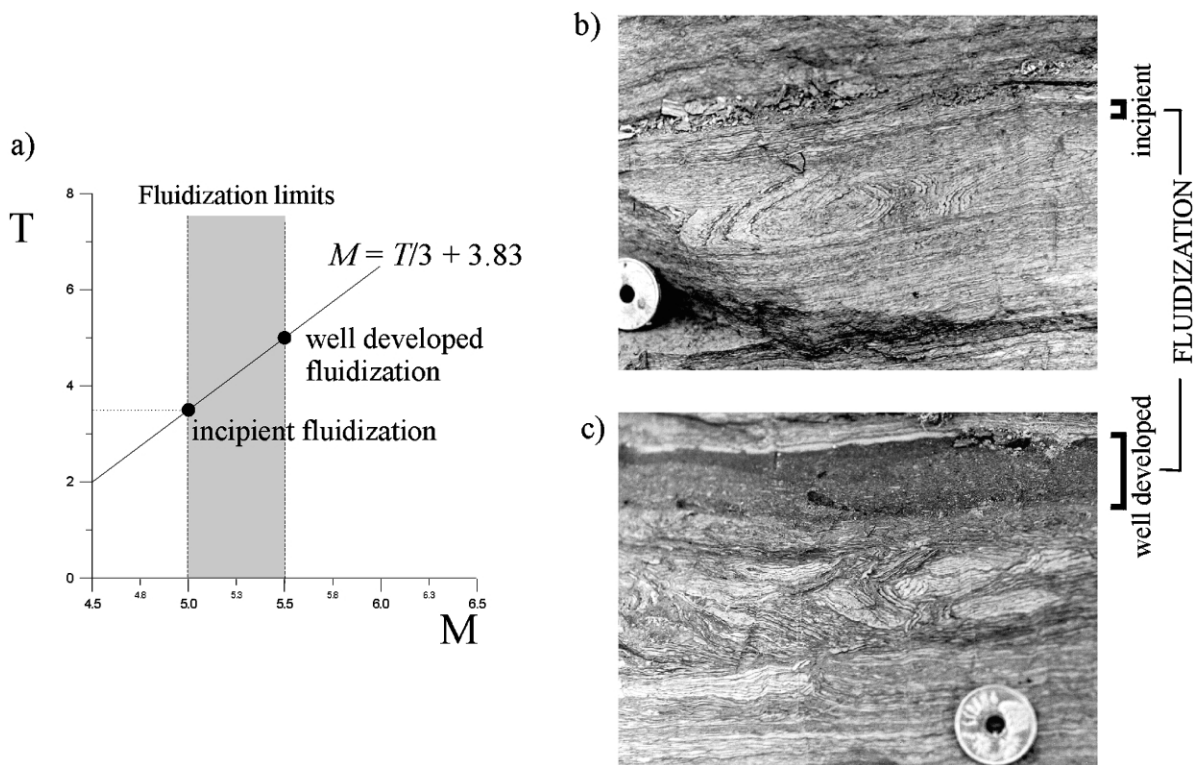 a)
T
8
6
4
2
0
Fluidization limits
M = T/3 + 3.83
well developed
fluidization
incipient fluidization
4.5
4.8
5.0
5.3
5.5
5.8
6.0
6.3
6.5
M
b)
incipient
FLUIDIZATION
c)
well developed